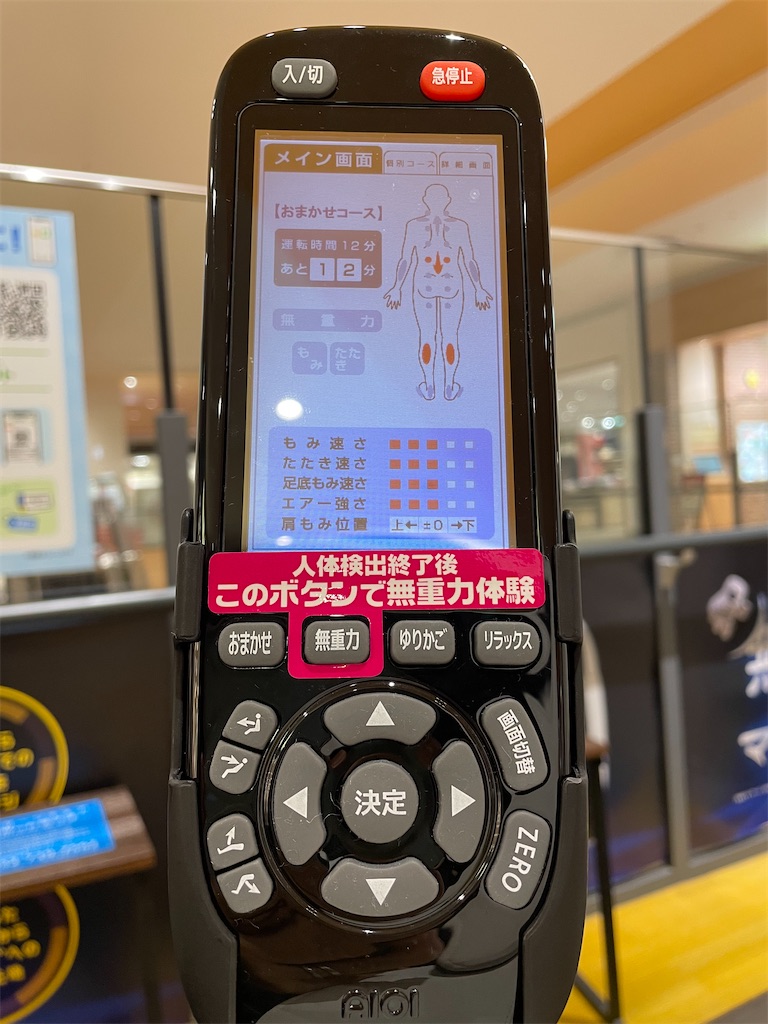 入/切
急停止
メイン画面
個別コース
詳細画面
【おまかせコース】
運転時間12分
あと12分
無重力
もみ
たたき
もみ速さ
たたき速さ
足底もみ速さ
エアー強さ
肩もみ位置 上← ±0 →下
人体検出終了後
このボタンで無重力体験
おまかせ
無重力
ゆりかご
リラックス
画面切替
決定
ZERO